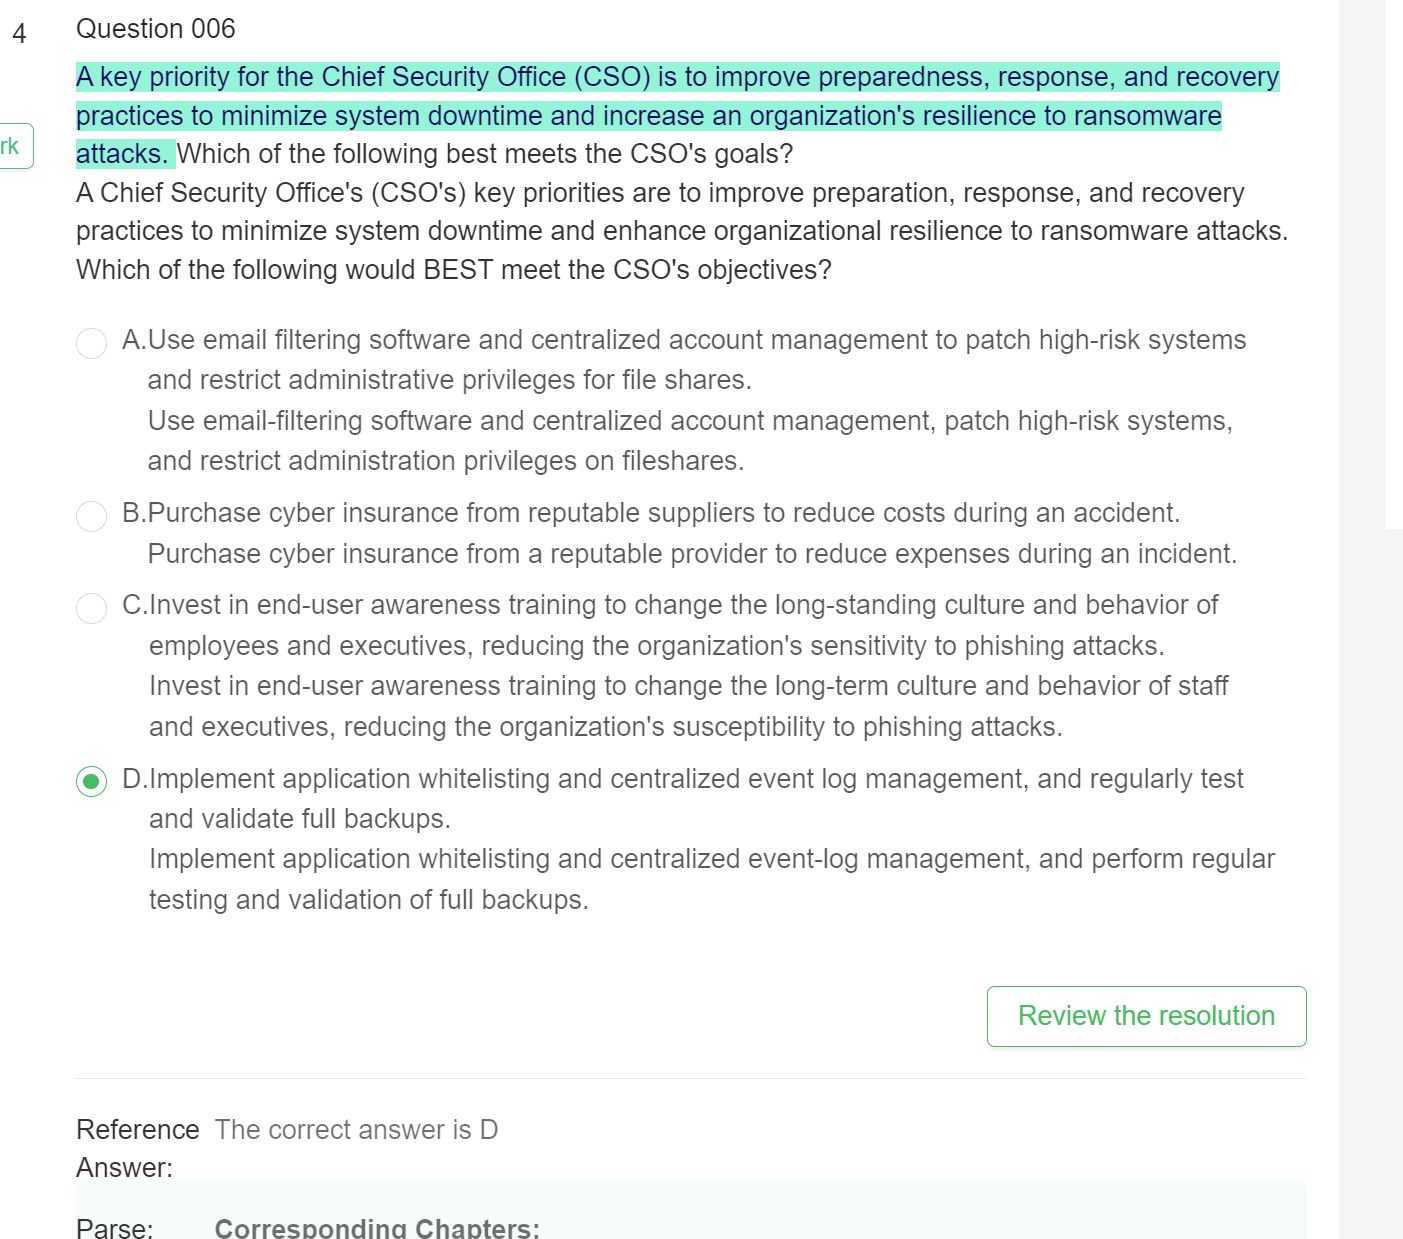 4
Question 006
A key priority for the Chief Security Office (CSO) is to improve preparedness, response, and recovery
practices to minimize system downtime and increase an organization's resilience to ransomware
attacks. Which of the following best meets the CSO's goals?
rk
A Chief Security Office's (CSO's) key priorities are to improve preparation, response, and recovery
practices to minimize system downtime and enhance organizational resilience to ransomware attacks.
Which of the following would BEST meet the CSO's objectives?
A.Use email filtering software and centralized account management to patch high-risk systems
and restrict administrative privileges for file shares.
Use email-filtering software and centralized account management, patch high-risk systems,
and restrict administration privileges on fileshares.
B.Purchase cyber insurance from reputable suppliers to reduce costs during an accident.
Purchase cyber insurance from a reputable provider to reduce expenses during an incident.
C.Invest in end-user awareness training to change the long-standing culture and behavior of
employees and executives, reducing the organization's sensitivity to phishing attacks.
Invest in end-user awareness training to change the long-term culture and behavior of staff
and executives, reducing the organization's susceptibility to phishing attacks.
D.Implement application whitelisting and centralized event log management, and regularly test
and validate full backups.
Implement application whitelisting and centralized event-log management, and perform regular
testing and validation of full backups.
Review the resolution
Reference The correct answer is D
Answer:
Parse: Corresponding Chapters: